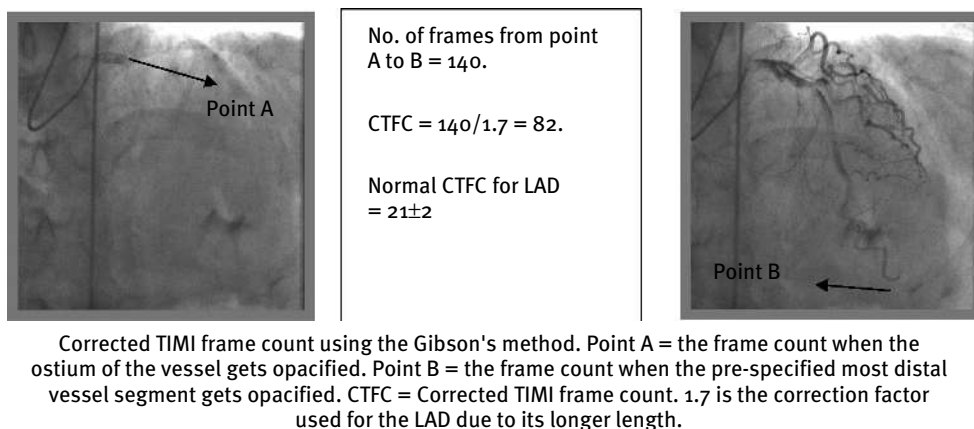 Point A
No. of frames from point
A to B = 140.
CTFC = 140/1.7 = 82.
Normal CTFC for LAD
= 21±2
Point B
Corrected TIMI frame count using the Gibson's method. Point A = the frame count when the
ostium of the vessel gets opacified. Point B = the frame count when the pre-specified most distal
vessel segment gets opacified. CTFC = Corrected TIMI frame count. 1.7 is the correction factor
used for the LAD due to its longer length.